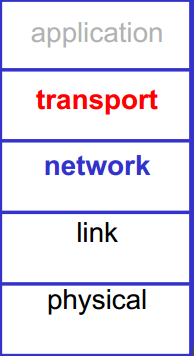 application
transport
network
link
physical